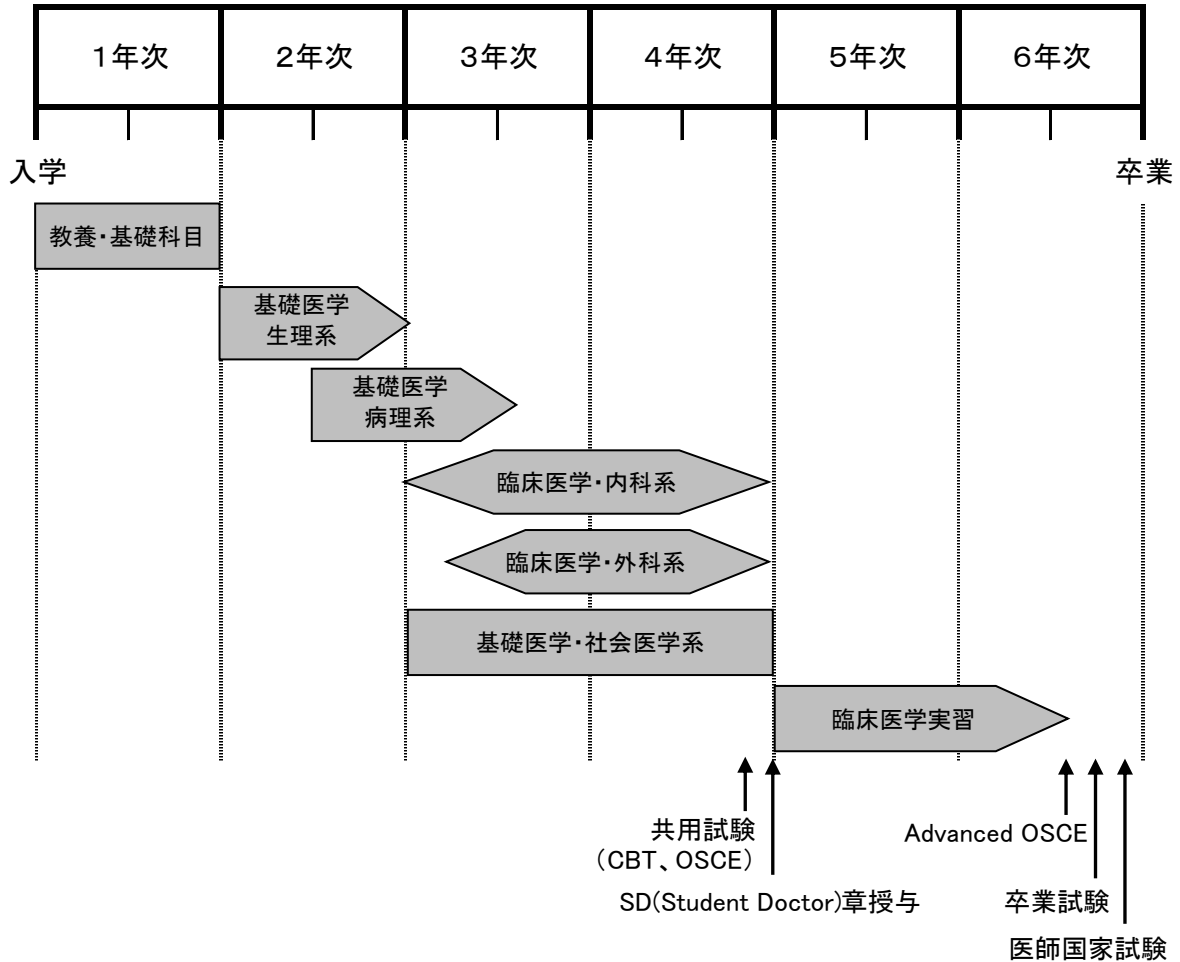 1年次 2年次 3年次 4年次 5年次 6年次
入学 卒業
教養・基礎科目
基礎医学
生理系
基礎医学
病理系
臨床医学・内科系
臨床医学・外科系
基礎医学・社会医学系
臨床医学実習
共用試験
(CBT、OSCE)
SD(Student Doctor)章授与
Advanced OSCE
卒業試験
医師国家試験